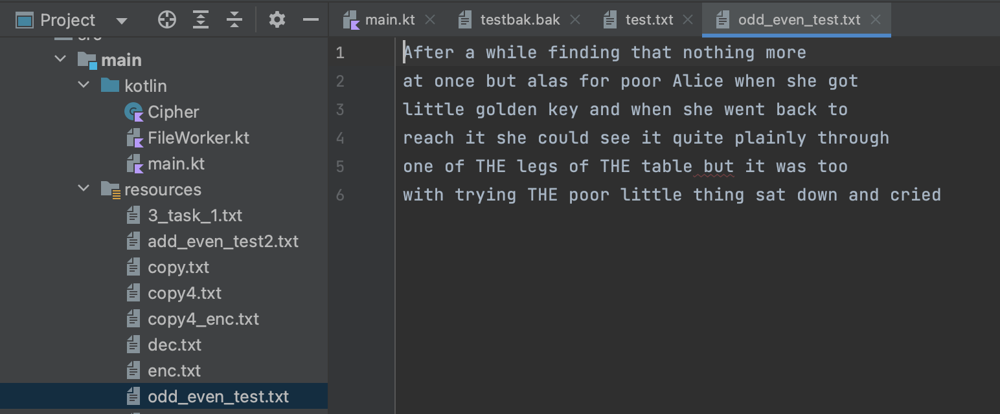 Project
main.kt
testbak.bak
test.txt
odd_even_test.txt
src
main
kotlin
Cipher
FileWorker.kt
main.kt
resources
3_task_1.txt
add_even_test2.txt
copy.txt
copy4.txt
copy4_enc.txt
dec.txt
enc.txt
odd_even_test.txt
1 After a while finding that nothing more
2 at once but alas for poor Alice when she got
3 little golden key and when she went back to
4 reach it she could see it quite plainly through
5 one of THE legs of THE table but it was too
6 with trying THE poor little thing sat down and cried